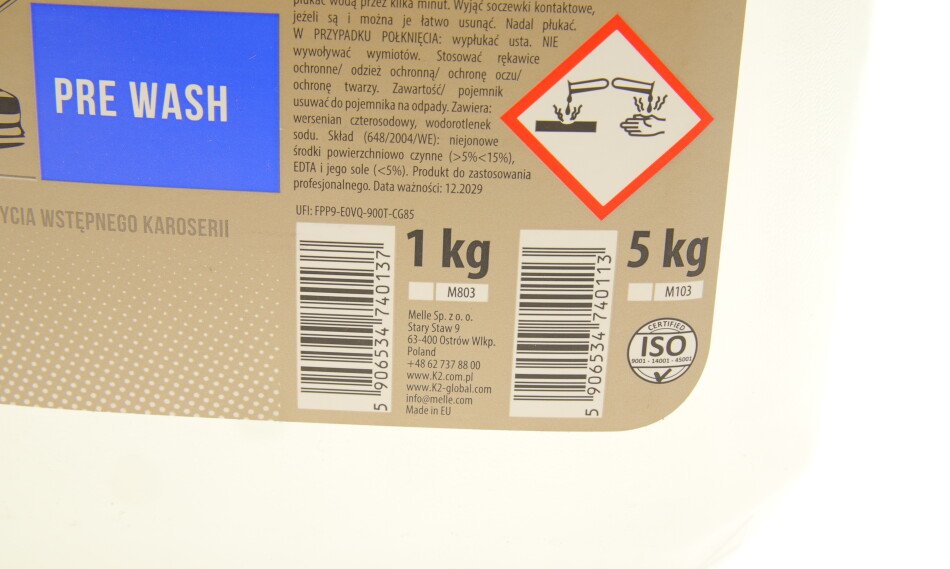 płukać wodą przez kilka minut. Wyjąć soczewki kontaktowe,
jeżeli są i można je łatwo usunąć. Nadal płukać.
W PRZYPADKU POŁKNIĘCIA: wypłukać usta. NIE
wywoływać wymiotów. Stosować rękawice
ochronne/ odzież ochronną/ ochronę oczu/
ochronę twarzy. Zawartość/ pojemnik
usuwać do pojemnika na odpady. Zawiera:
wersenian czterosodowy, wodorotlenek
sodu. Skład (648/2004/WE): niejonowe
środki powierzchniowo czynne (>5%<15%),
EDTA i jego sole (<5%). Produkt do zastosowania
profesjonalnego. Data ważności: 12.2029
PRE WASH
YCIA WSTĘPNEGO KAROSERII
UFI: FPP9-E0VQ-900T-CG85
5 906534 740137
1 kg
M803
Melle Sp. z o. o.
Stary Staw 9
63-400 Ostrów Wlkp.
Poland
+48 62 737 88 00
www.K2.com.pl
www.K2-global.com
info@melle.com
Made in EU
5 906534 740113
5 kg
M103
CERTIFIED
ISO
9001 - 14001 - 45001